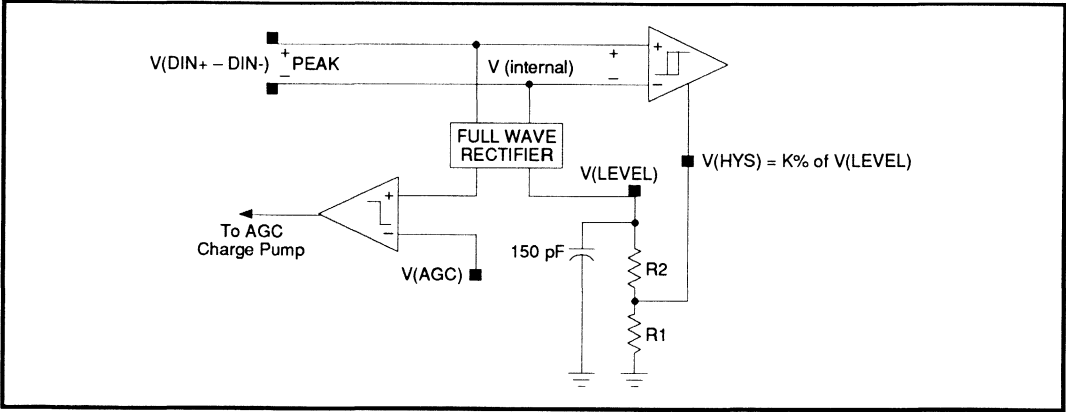 V(DIN+ – DIN-)
+
–
PEAK
V (internal)
+
–
+
–
FULL WAVE
RECTIFIER
V(HYS) = K% of V(LEVEL)
V(LEVEL)
+
–
To AGC
Charge Pump
V(AGC)
150 pF
R2
R1